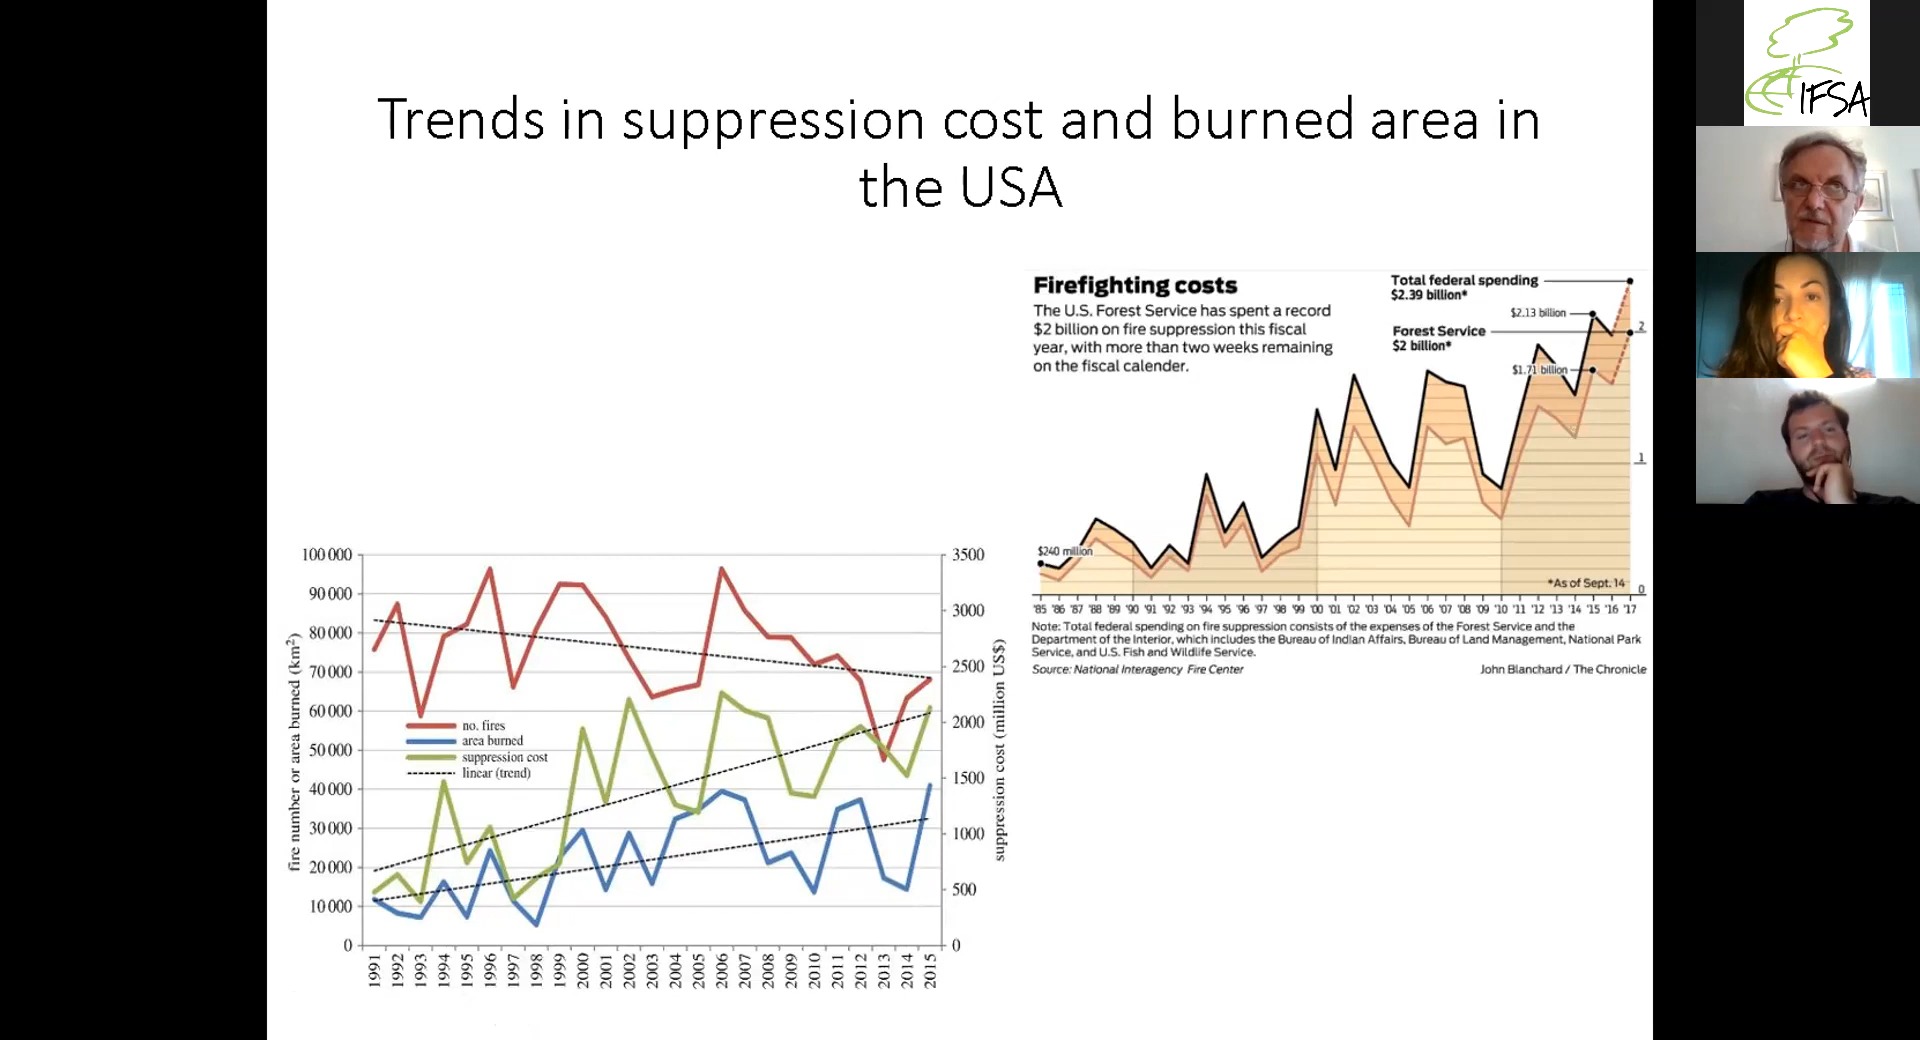 Trends in suppression cost and burned area in
the USA
IFSA
Firefighting costs
The U.S. Forest Service has spent a record
$2 billion on fire suppression this fiscal
year, with more than two weeks remaining
on the fiscal calender.
Total federal spending
$2.39 billion*
$2.13 billion
Forest Service
$2 billion*
$1.71 billion
$240 million
2
1
0
*As of Sept. 14
'85 '86 '87 '88 '89 '90 '91 '92 '93 '94 '95 '96 '97 '98 '99 '00 '01 '02 '03 '04 '05 '06 '07 '08 '09 '10 '11 '12 '13 '14 '15 '16 '17
Note: Total federal spending on fire suppression consists of the expenses of the Forest Service and the
Department of the Interior, which includes the Bureau of Indian Affairs, Bureau of Land Management, National Park
Service, and U.S. Fish and Wildlife Service.
Source: National Interagency Fire Center
John Blanchard / The Chronicle
fire number or area burned (km²)
100 000
90 000
80 000
70 000
60 000
50 000
40 000
30 000
20 000
10 000
0
no. fires
area burned
suppression cost
linear (trend)
3500
3000
2500
2000
1500
1000
500
0
suppression cost (million US$)
1991 1992 1993 1994 1995 1996 1997 1998 1999 2000 2001 2002 2003 2004 2005 2006 2007 2008 2009 2010 2011 2012 2013 2014 2015